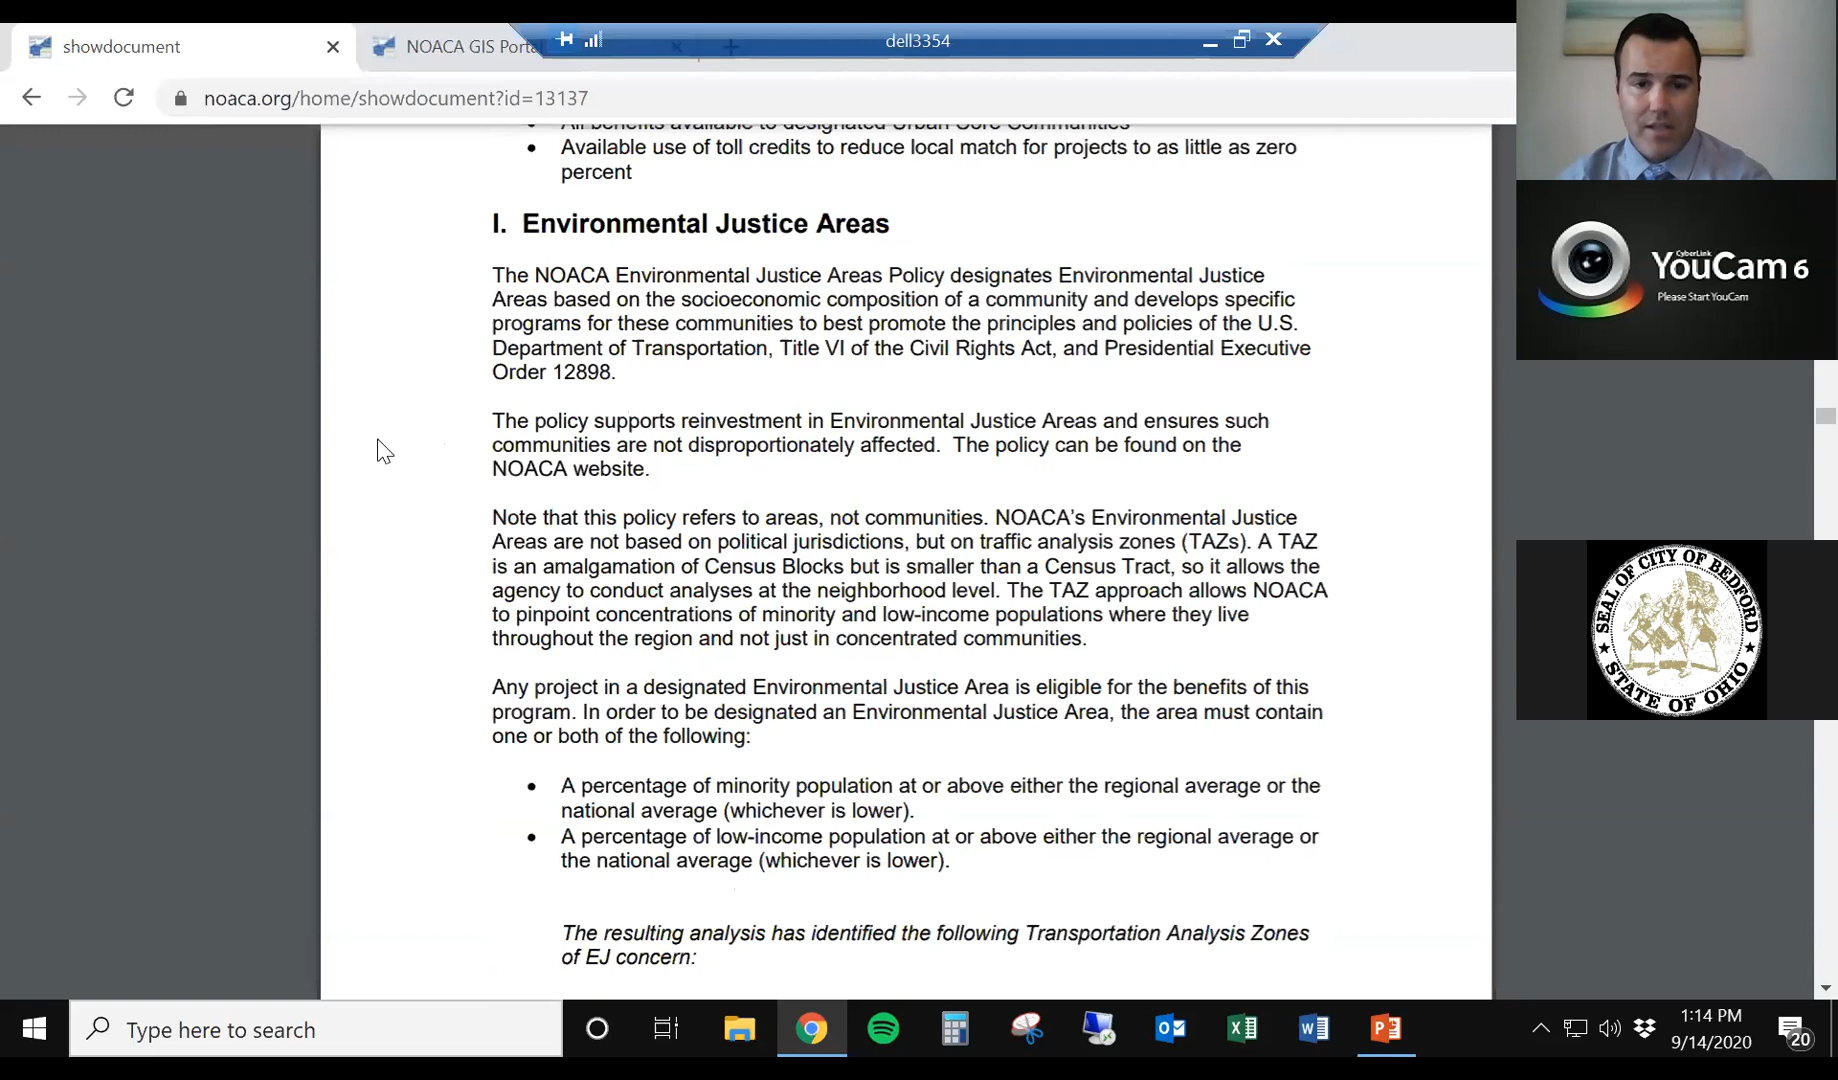 showdocument
NOACA GIS Port
dell3354
noaca.org/home/showdocument?id=13137
All benefits available to designated Urban Core Communities
• Available use of toll credits to reduce local match for projects to as little as zero
percent
I. Environmental Justice Areas
The NOACA Environmental Justice Areas Policy designates Environmental Justice
Areas based on the socioeconomic composition of a community and develops specific
programs for these communities to best promote the principles and policies of the U.S.
Department of Transportation, Title VI of the Civil Rights Act, and Presidential Executive
Order 12898.
The policy supports reinvestment in Environmental Justice Areas and ensures such
communities are not disproportionately affected.  The policy can be found on the
NOACA website.
Note that this policy refers to areas, not communities. NOACA’s Environmental Justice
Areas are not based on political jurisdictions, but on traffic analysis zones (TAZs). A TAZ
is an amalgamation of Census Blocks but is smaller than a Census Tract, so it allows the
agency to conduct analyses at the neighborhood level. The TAZ approach allows NOACA
to pinpoint concentrations of minority and low-income populations where they live
throughout the region and not just in concentrated communities.
Any project in a designated Environmental Justice Area is eligible for the benefits of this
program. In order to be designated an Environmental Justice Area, the area must contain
one or both of the following:
• A percentage of minority population at or above either the regional average or the
national average (whichever is lower).
• A percentage of low-income population at or above either the regional average or
the national average (whichever is lower).
The resulting analysis has identified the following Transportation Analysis Zones
of EJ concern:
CyberLink
YouCam 6
Please Start YouCam
SEAL OF CITY OF BEDFORD
STATE OF OHIO
Type here to search
1:14 PM
9/14/2020
20